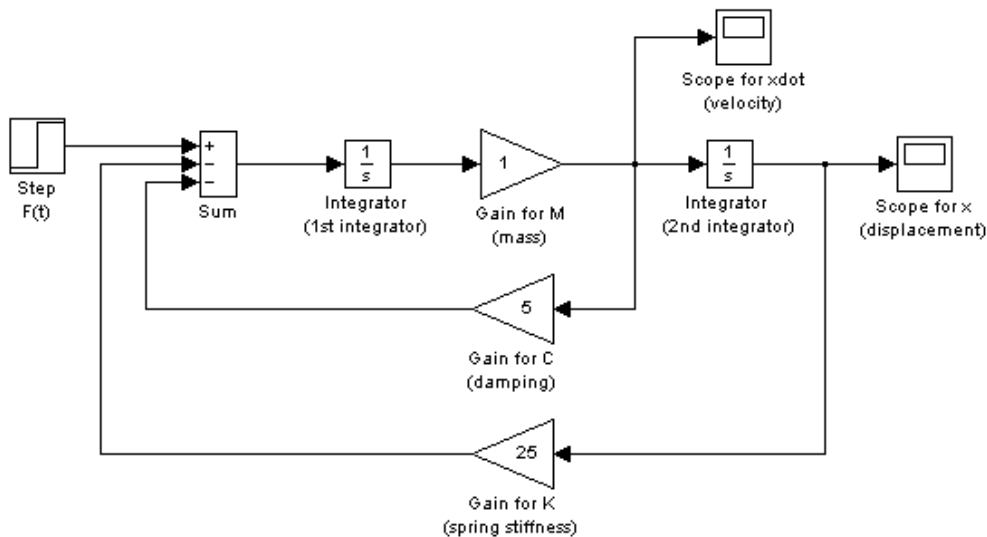 Scope for xdot
(velocity)
Step
F(t)
+
−
−
Sum
1
s
Integrator
(1st integrator)
1
Gain for M
(mass)
1
s
Integrator
(2nd integrator)
Scope for x
(displacement)
5
Gain for C
(damping)
25
Gain for K
(spring stiffness)